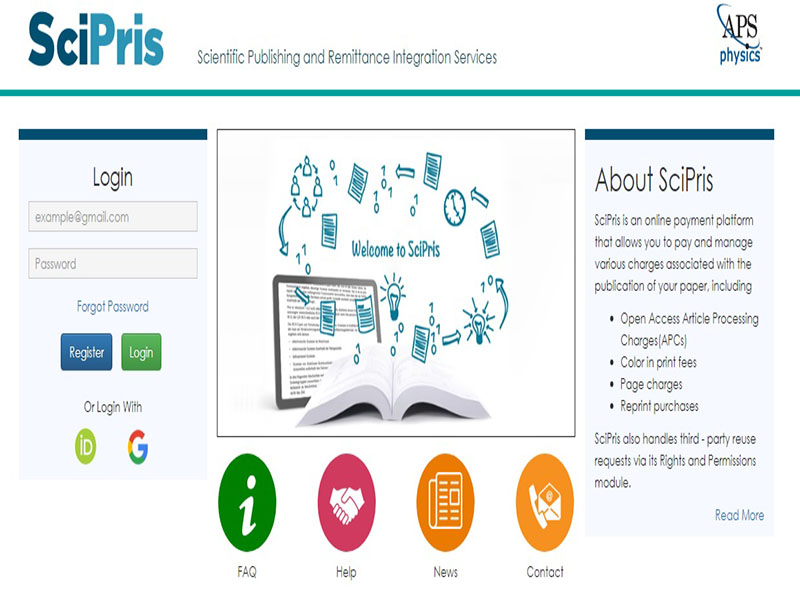 SciPris
Scientific Publishing and Remittance Integration Services
APS
physics
Login
example@gmail.com
Password
Forgot Password
Register
Login
Or Login With
iD
G
Welcome to SciPris
FAQ
Help
News
Contact
About SciPris
SciPris is an online payment platform
that allows you to pay and manage
various charges associated with the
publication of your paper, including
Open Access Article Processing
Charges(APCs)
Color in print fees
Page charges
Reprint purchases
SciPris also handles third - party reuse
requests via its Rights and Permissions
module.
Read More